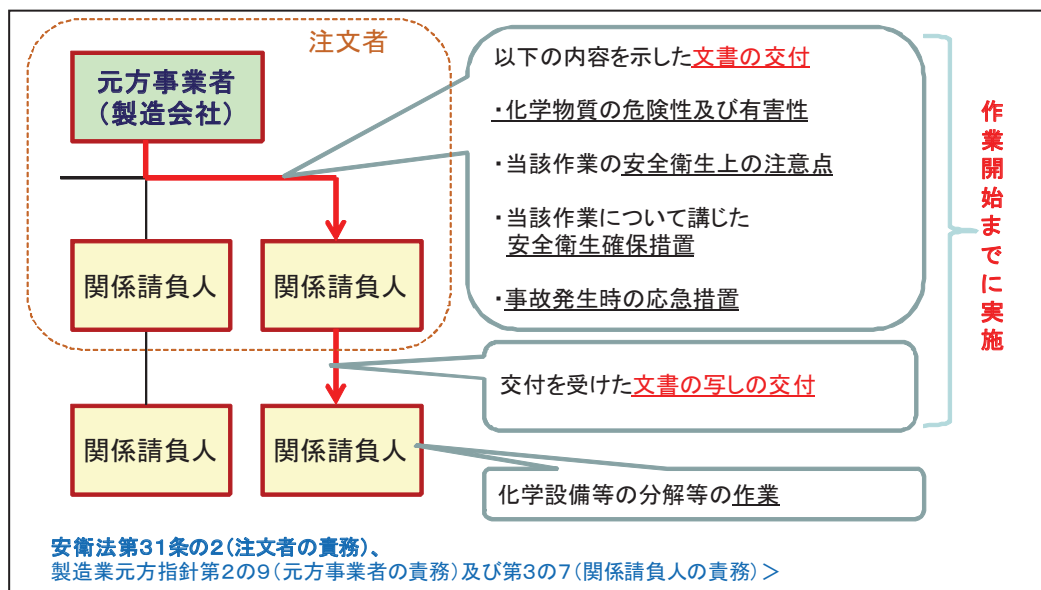 注文者
元方事業者
（製造会社）
以下の内容を示した文書の交付
・化学物質の危険性及び有害性
・当該作業の安全衛生上の注意点
・当該作業について講じた
安全衛生確保措置
・事故発生時の応急措置
作業開始までに実施
関係請負人
関係請負人
交付を受けた文書の写しの交付
関係請負人
関係請負人
化学設備等の分解等の作業
安衛法第31条の2（注文者の責務）、
製造業元方指針第2の9（元方事業者の責務）及び第3の7（関係請負人の責務）＞